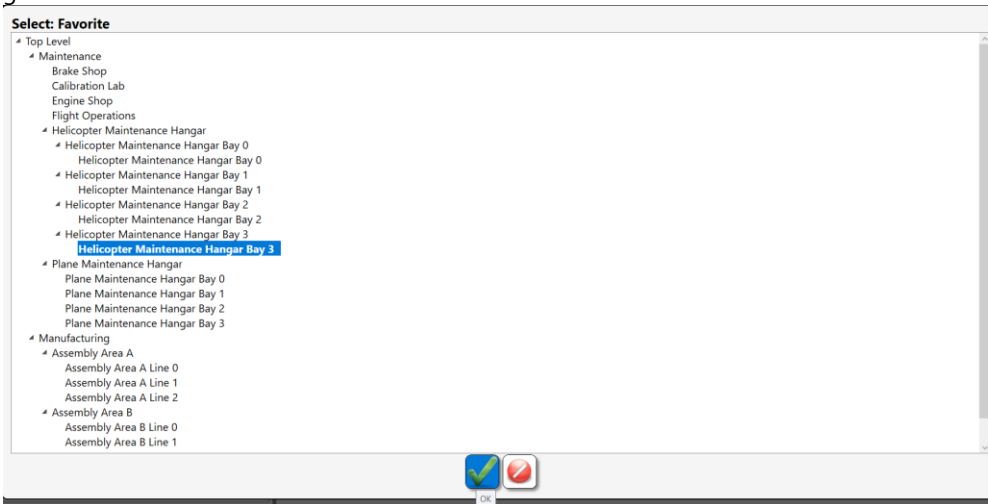 Select: Favorite
Top Level
Maintenance
Brake Shop
Calibration Lab
Engine Shop
Flight Operations
Helicopter Maintenance Hangar
Helicopter Maintenance Hangar Bay 0
Helicopter Maintenance Hangar Bay 0
Helicopter Maintenance Hangar Bay 1
Helicopter Maintenance Hangar Bay 1
Helicopter Maintenance Hangar Bay 2
Helicopter Maintenance Hangar Bay 2
Helicopter Maintenance Hangar Bay 3
Helicopter Maintenance Hangar Bay 3
Plane Maintenance Hangar
Plane Maintenance Hangar Bay 0
Plane Maintenance Hangar Bay 1
Plane Maintenance Hangar Bay 2
Plane Maintenance Hangar Bay 3
Manufacturing
Assembly Area A
Assembly Area A Line 0
Assembly Area A Line 1
Assembly Area A Line 2
Assembly Area B
Assembly Area B Line 0
Assembly Area B Line 1
OK